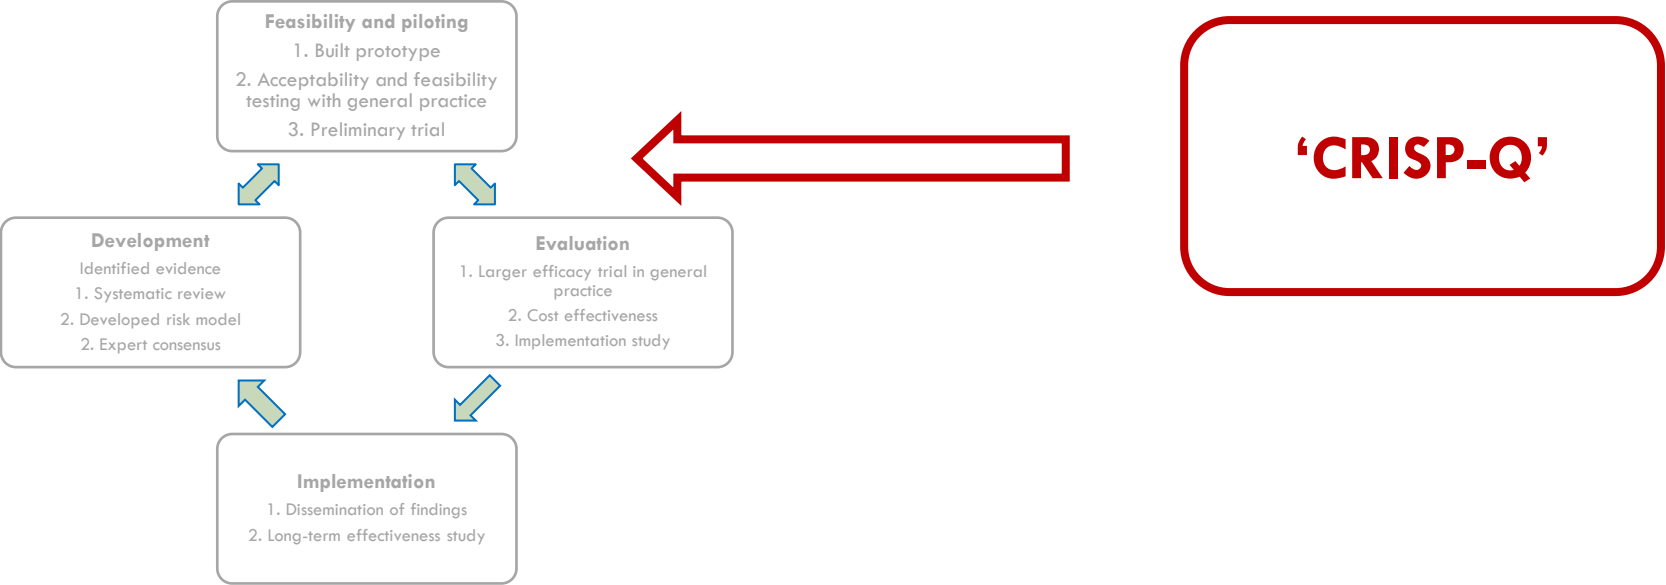 Feasibility and piloting
1. Built prototype
2. Acceptability and feasibility
testing with general practice
3. Preliminary trial
‘CRISP-Q’
Development
Identified evidence
1. Systematic review
2. Developed risk model
2. Expert consensus
Evaluation
1. Larger efficacy trial in general
practice
2. Cost effectiveness
3. Implementation study
Implementation
1. Dissemination of findings
2. Long-term effectiveness study